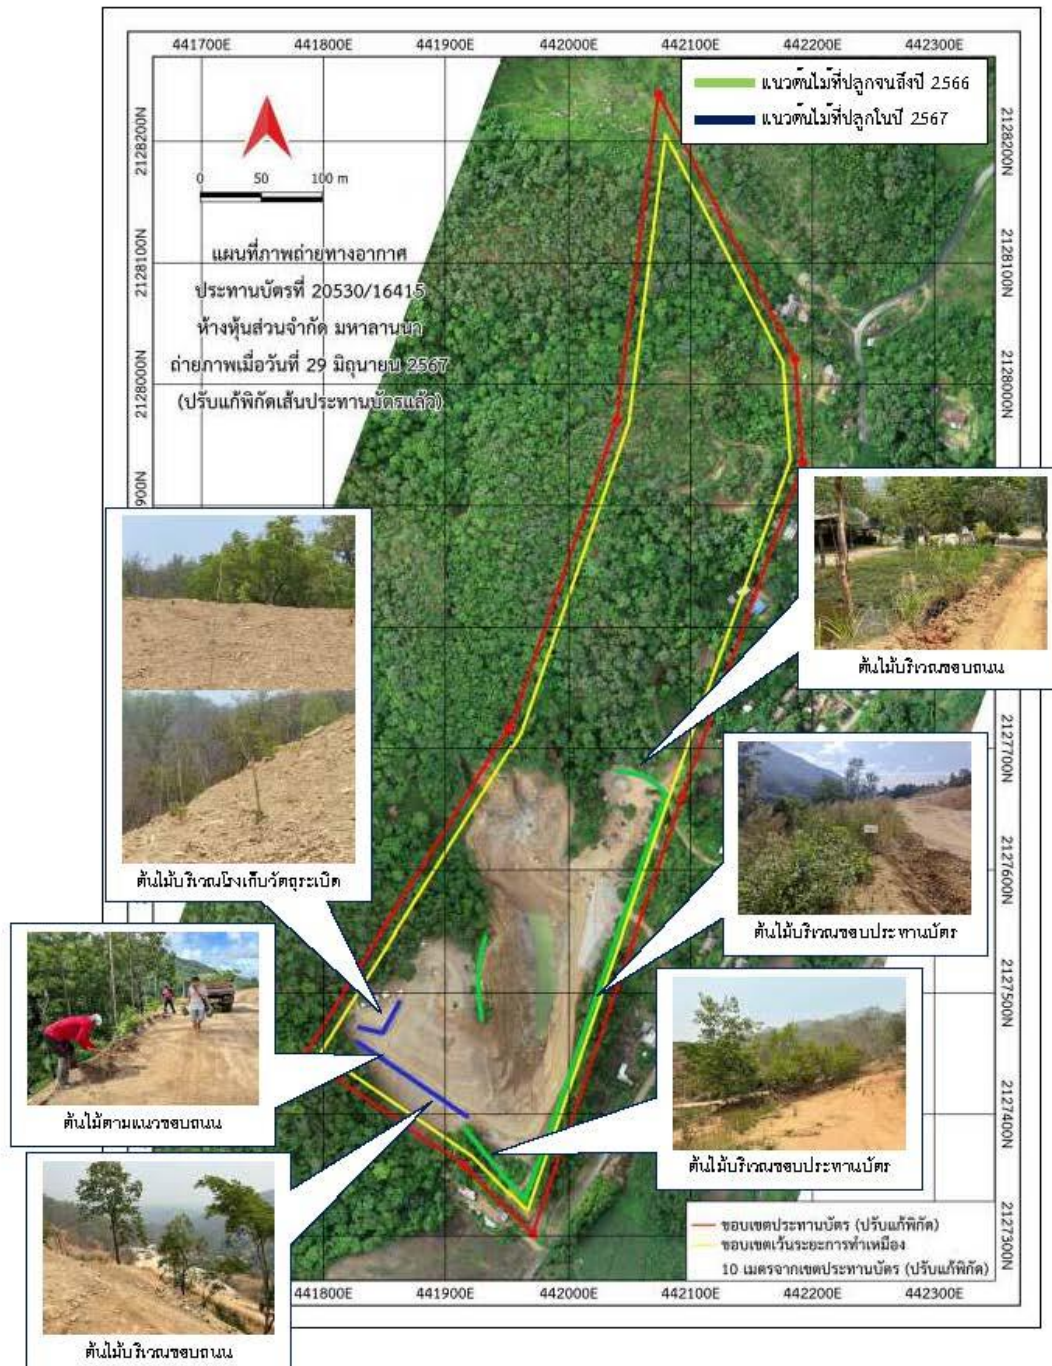 441700E 441800E 441900E 442000E 442100E 442200E 442300E
แนวต้นไม้ที่ปลูกจนถึงปี 2566
แนวต้นไม้ที่ปลูกในปี 2567
2128200N
2128200N
0 50 100 m
แผนที่ภาพถ่ายทางอากาศ
ประทานบัตรที่ 20530/16415
ห้างหุ้นส่วนจำกัด มหาลานนา
ถ่ายภาพเมื่อวันที่ 29 มิถุนายน 2567
(ปรับแก้พิกัดเส้นประทานบัตรแล้ว)
2128100N
2128100N
2128000N
2128000N
900N
ต้นไม้บริเวณขอบถนน
2127700N
ต้นไม้บริเวณโรงเก็บวัตถุระเบิด
2127600N
ต้นไม้บริเวณขอบประทานบัตร
2127500N
ต้นไม้ตามแนวขอบถนน
2127400N
ต้นไม้บริเวณขอบประทานบัตร
ขอบเขตประทานบัตร (ปรับแก้พิกัด)
ขอบเขตเว้นระยะการทำเหมือง
10 เมตรจากเขตประทานบัตร (ปรับแก้พิกัด)
2127300N
441800E 441900E 442000E 442100E 442200E 442300E
ต้นไม้บริเวณขอบถนน